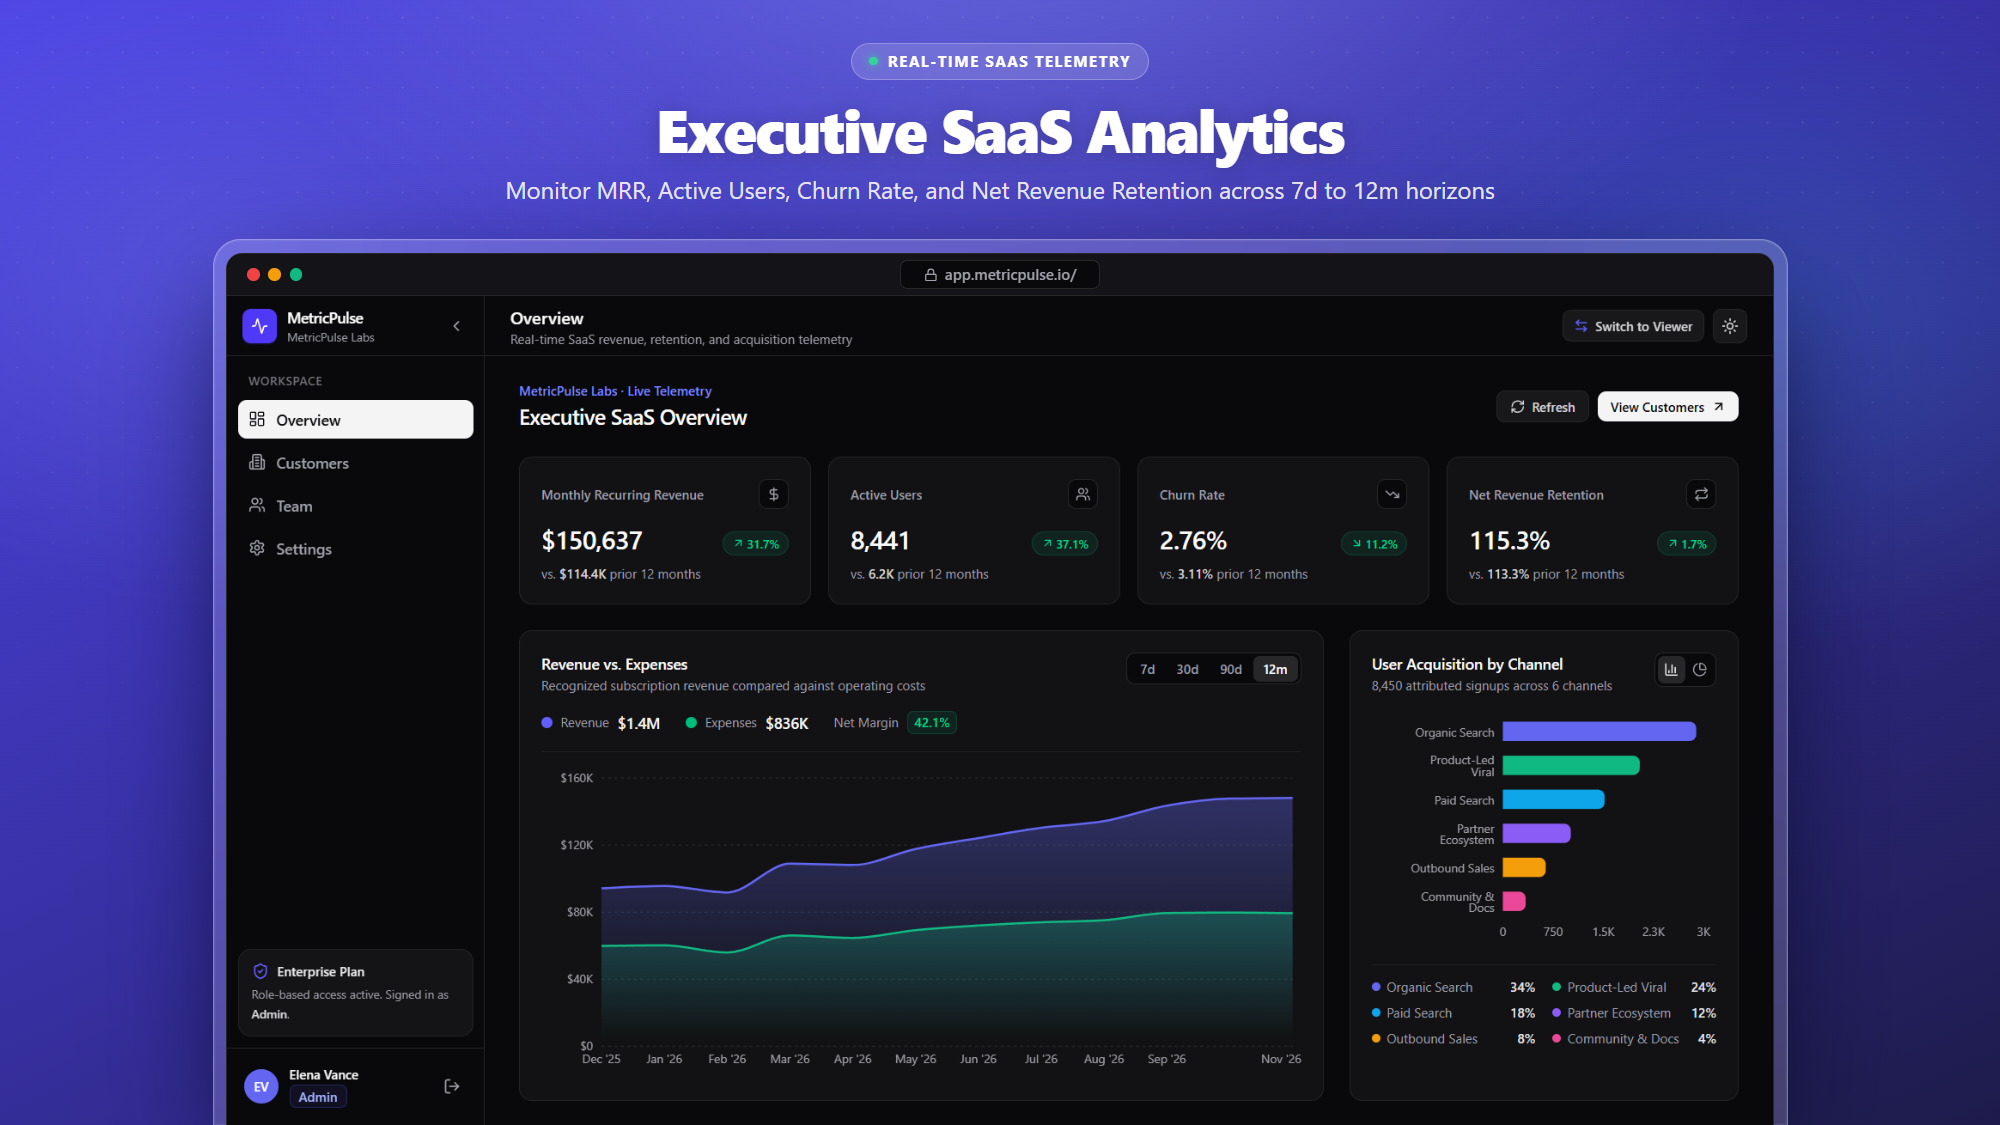 REAL-TIME SAAS TELEMETRY
Executive SaaS Analytics
Monitor MRR, Active Users, Churn Rate, and Net Revenue Retention across 7d to 12m horizons
app.metricpulse.io/
MetricPulse
MetricPulse Labs
WORKSPACE
Overview
Customers
Team
Settings
Enterprise Plan
Role-based access active. Signed in as
Admin.
EV
Elena Vance
Admin
Overview
Real-time SaaS revenue, retention, and acquisition telemetry
Switch to Viewer
MetricPulse Labs · Live Telemetry
Executive SaaS Overview
Refresh
View Customers
Monthly Recurring Revenue
$150,637
31.7%
vs. $114.4K prior 12 months
Active Users
8,441
37.1%
vs. 6.2K prior 12 months
Churn Rate
2.76%
11.2%
vs. 3.11% prior 12 months
Net Revenue Retention
115.3%
1.7%
vs. 113.3% prior 12 months
Revenue vs. Expenses
Recognized subscription revenue compared against operating costs
7d 30d 90d 12m
Revenue $1.4M Expenses $836K Net Margin 42.1%
$160K
$120K
$80K
$40K
$0
Dec '25 Jan '26 Feb '26 Mar '26 Apr '26 May '26 Jun '26 Jul '26 Aug '26 Sep '26 Nov '26
User Acquisition by Channel
8,450 attributed signups across 6 channels
Organic Search
Product-Led
Viral
Paid Search
Partner
Ecosystem
Outbound Sales
Community &
Docs
0 750 1.5K 2.3K 3K
Organic Search 34% Product-Led Viral 24%
Paid Search 18% Partner Ecosystem 12%
Outbound Sales 8% Community & Docs 4%